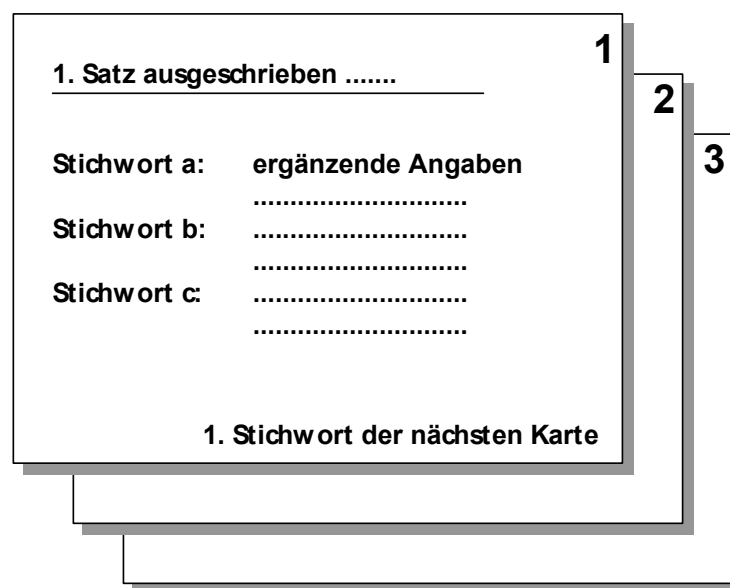 1
1. Satz ausgeschrieben .......
2
3
Stichwort a: ergänzende Angaben
.............................
Stichwort b: .............................
.............................
Stichwort c: .............................
.............................
1. Stichwort der nächsten Karte